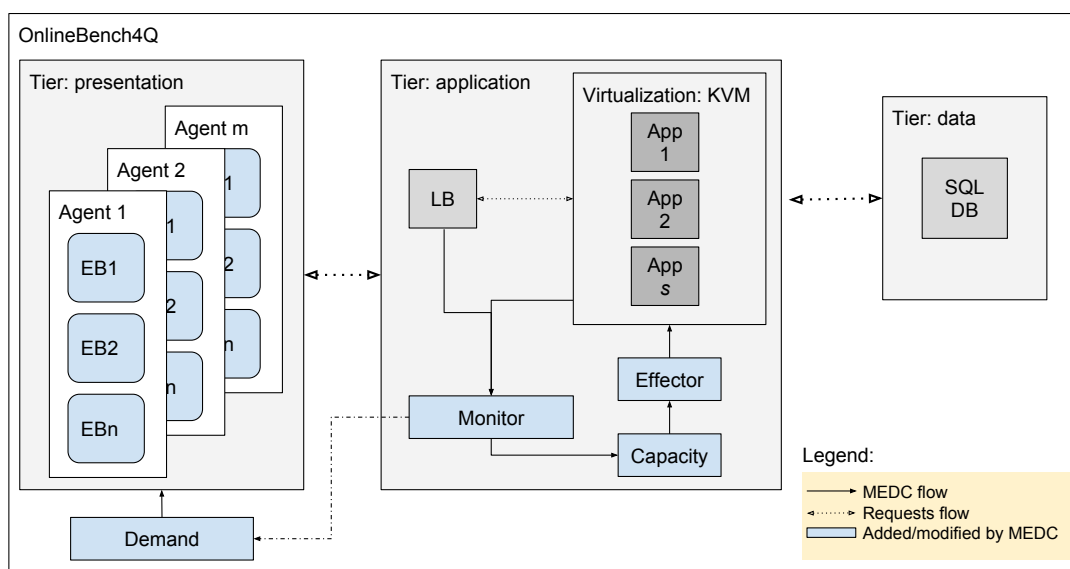 OnlineBench4Q
Tier: presentation
Agent m
1
2
n
Agent 2
1
2
n
Agent 1
EB1
EB2
EBn
Demand
Tier: application
Virtualization: KVM
App
1
App
2
App
s
LB
Effector
Monitor
Capacity
Tier: data
SQL
DB
Legend:
MEDC flow
Requests flow
Added/modified by MEDC